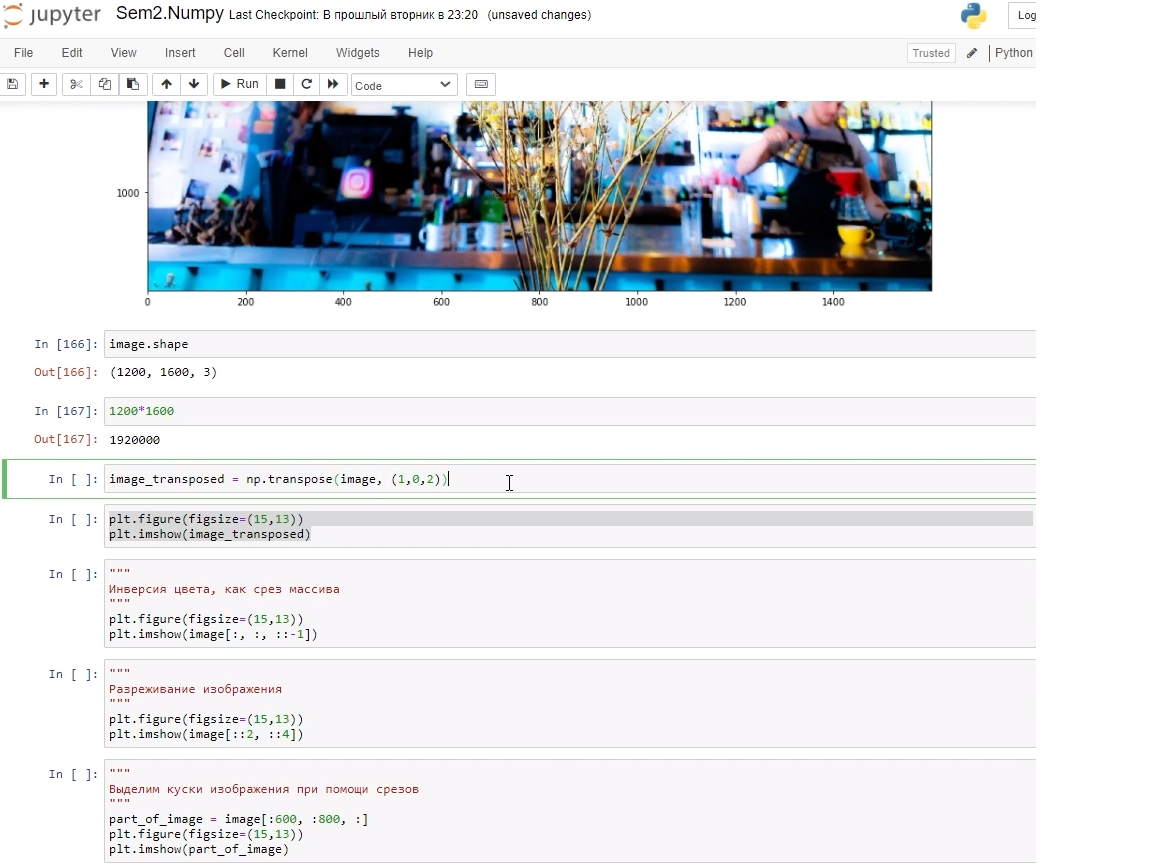 jupyter Sem2.Numpy Last Checkpoint: В прошлый вторник в 23:20 (unsaved changes) Log
File Edit View Insert Cell Kernel Widgets Help Trusted Python
Run Code
1000
0 200 400 600 800 1000 1200 1400
In [166]: image.shape
Out[166]: (1200, 1600, 3)
In [167]: 1200*1600
Out[167]: 1920000
In [ ]: image_transposed = np.transpose(image, (1,0,2))
In [ ]: plt.figure(figsize=(15,13))
plt.imshow(image_transposed)
In [ ]: """
Инверсия цвета, как срез массива
"""
plt.figure(figsize=(15,13))
plt.imshow(image[:, :, ::-1])
In [ ]: """
Разреживание изображения
"""
plt.figure(figsize=(15,13))
plt.imshow(image[::2, ::4])
In [ ]: """
Выделим куски изображения при помощи срезов
"""
part_of_image = image[:600, :800, :]
plt.figure(figsize=(15,13))
plt.imshow(part_of_image)